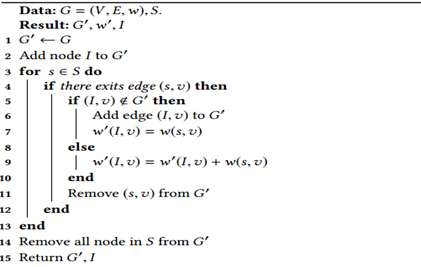 Data: G = (V, E, w), S.
Result: G′, w′, I
1 G′ ← G
2 Add node I to G′
3 for s ∈ S do
4 if there exits edge (s, υ) then
5 if (I, υ) ∉ G′ then
6 Add edge (I, υ) to G′
7 w′(I, υ) = w(s, υ)
8 else
9 w′(I, υ) = w′(I, υ) + w(s, υ)
10 end
11 Remove (s, υ) from G′
12 end
13 end
14 Remove all node in S from G′
15 Return G′, I